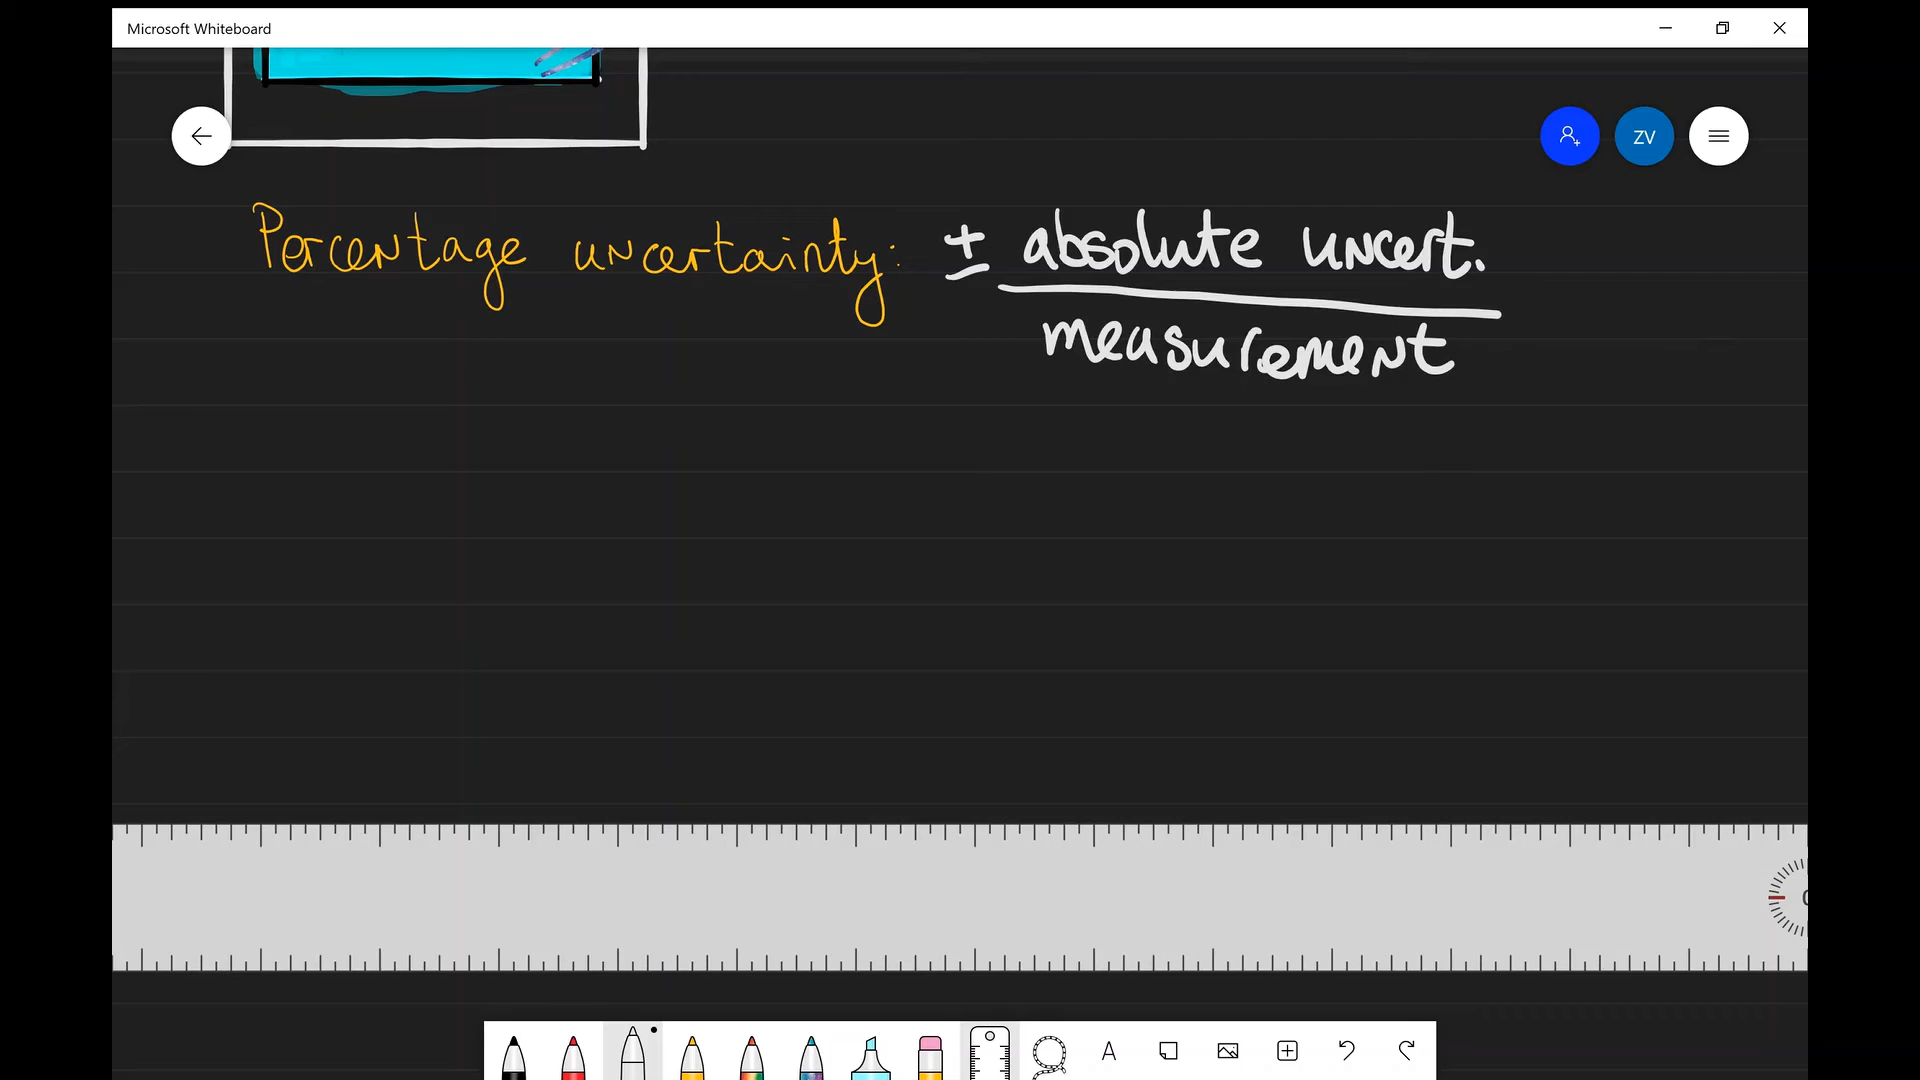 Microsoft Whiteboard
ZV
Percentage uncertainty: ± absolute uncert.
measurement
A